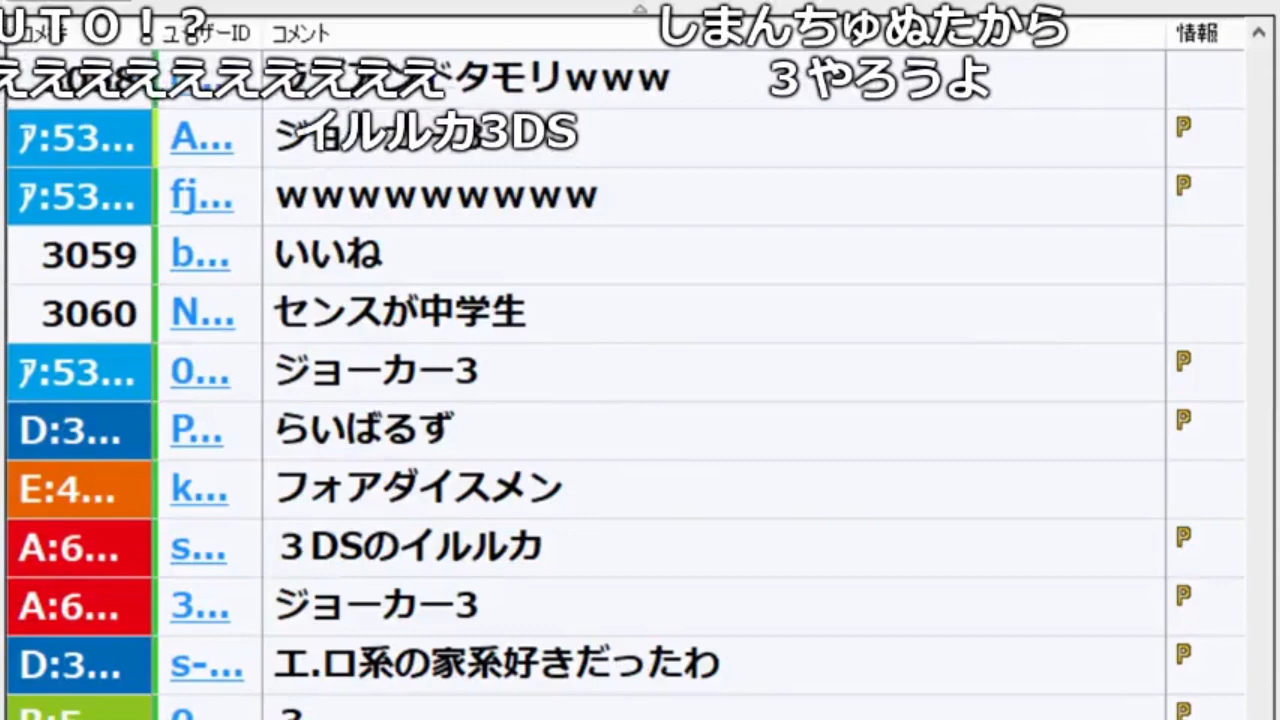 ＵＴＯ！？
しまんちゅぬたから
ユーザーID コメント 情報
ええええええええええ
タモリｗｗｗ
３やろうよ
イルルカ3DS
ｱ:53... A... P
ｱ:53... fj... ｗｗｗｗｗｗｗｗｗ P
3059 b... いいね
3060 N... センスが中学生
ｱ:53... 0... ジョーカー3 P
D:3... P... らいばるず P
E:4... k... フォアダイスメン
A:6... s... ３DSのイルルカ P
A:6... 3... ジョーカー3 P
D:3... s-... エ.ロ系の家系好きだったわ P